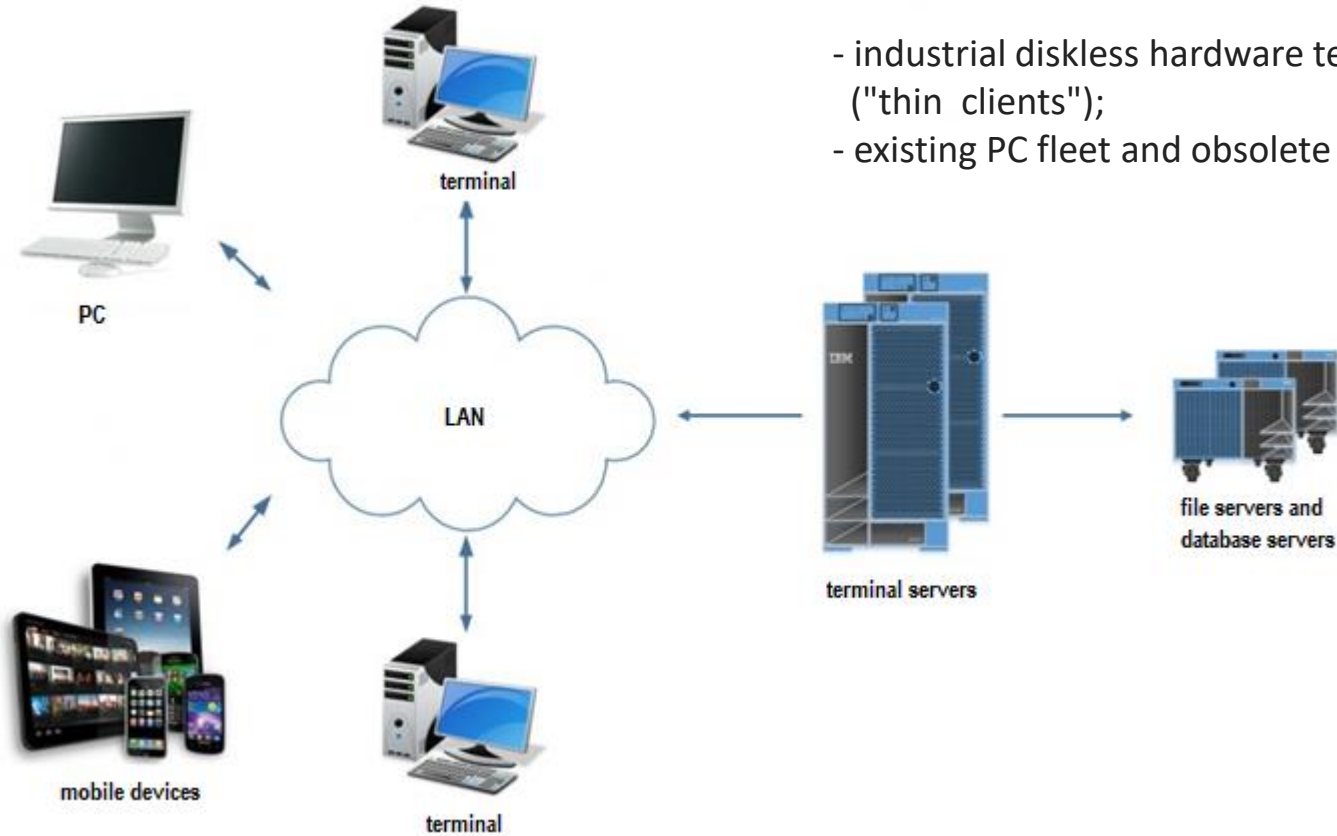 - industrial diskless hardware
("thin clients");
- existing PC fleet and obsolete
terminal
PC
LAN
IBM
file servers and
database servers
terminal servers
mobile devices
terminal